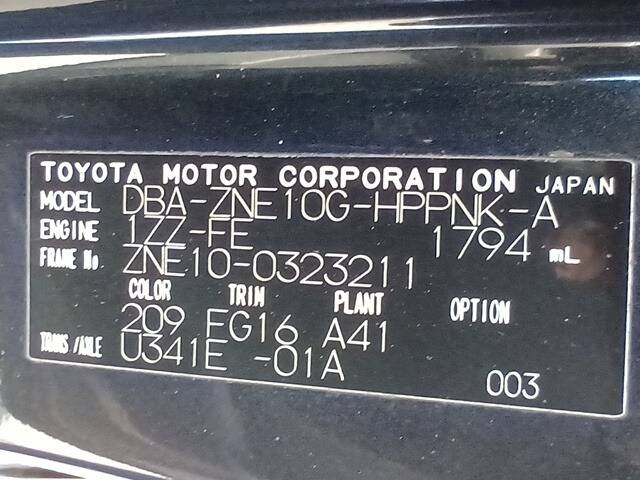 TOYOTA MOTOR CORPORATION JAPAN
MODEL DBA-ZNE10G-HPPNK-A
ENGINE 1ZZ-FE 1794 mL
FRAME No. ZNE10-0323211
COLOR TRIM PLANT OPTION
209 FG16 A41
TRANS/AXLE U341E -01A
003